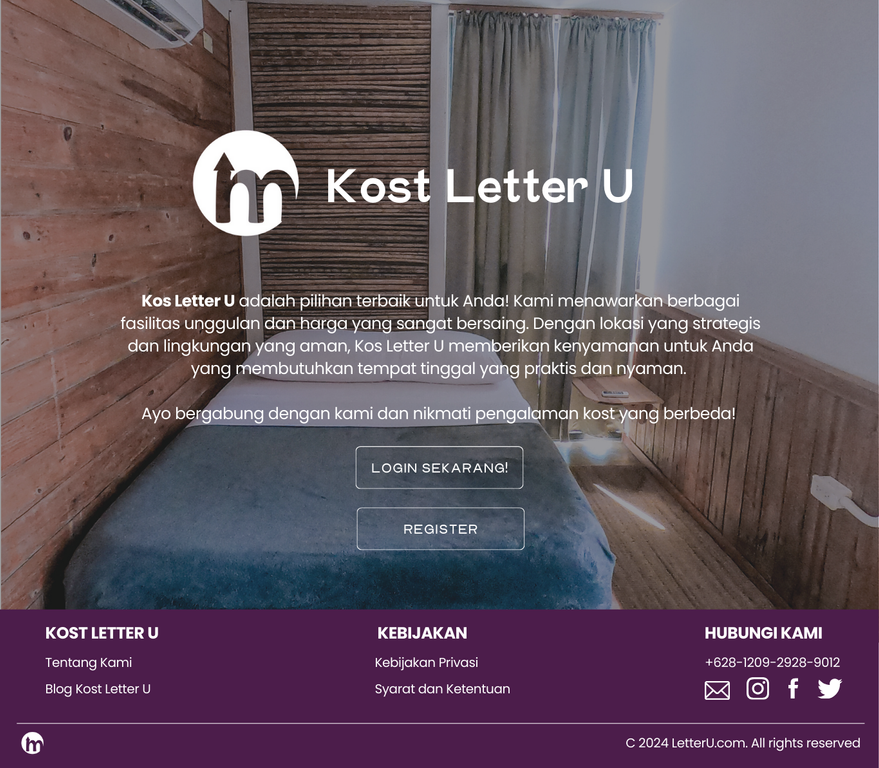 Kost Letter U
Kos Letter U adalah pilihan terbaik untuk Anda! Kami menawarkan berbagai
fasilitas unggulan dan harga yang sangat bersaing. Dengan lokasi yang strategis
dan lingkungan yang aman, Kos Letter U memberikan kenyamanan untuk Anda
yang membutuhkan tempat tinggal yang praktis dan nyaman.
Ayo bergabung dengan kami dan nikmati pengalaman kost yang berbeda!
LOGIN SEKARANG!
REGISTER
KOST LETTER U
Tentang Kami
Blog Kost Letter U
KEBIJAKAN
Kebijakan Privasi
Syarat dan Ketentuan
HUBUNGI KAMI
+628-1209-2928-9012
C 2024 LetterU.com. All rights reserved